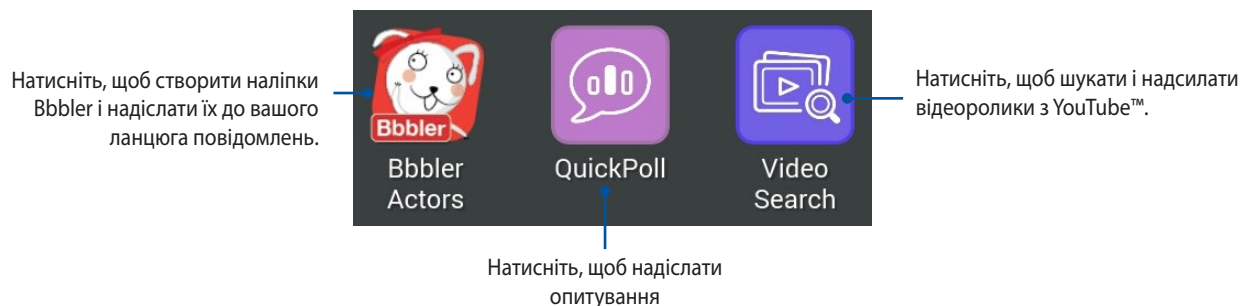 Натисніть, щоб створити наліпки
Bbbler і надіслати їх до вашого
ланцюга повідомлень.
Bbbler
Bbbler
Actors
QuickPoll
Video
Search
Натисніть, щоб шукати і надсилати
відеоролики з YouTube™.
Натисніть, щоб надіслати
опитування